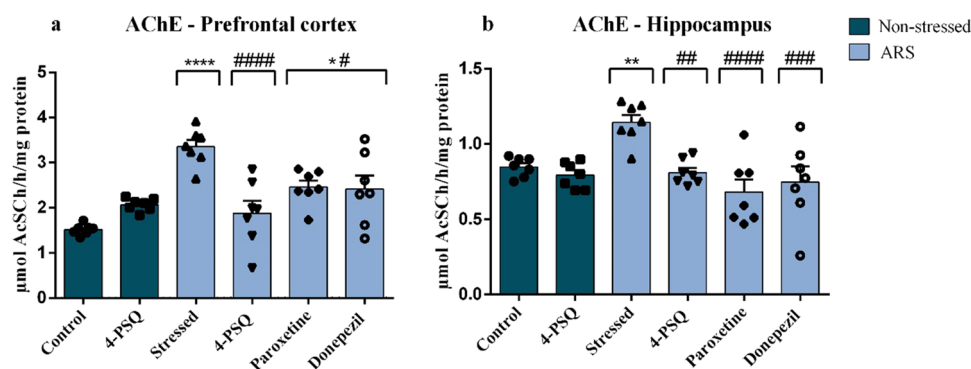 a AChE - Prefrontal cortex
**** #### * #
5
4
3
2
1
0
µmol AcSCh/h/mg protein
Control 4-PSQ Stressed 4-PSQ Paroxetine Donepezil
b AChE - Hippocampus
** ## #### ###
1.5
1.0
0.5
0.0
µmol AcSCh/h/mg protein
Control 4-PSQ Stressed 4-PSQ Paroxetine Donepezil
Non-stressed
ARS